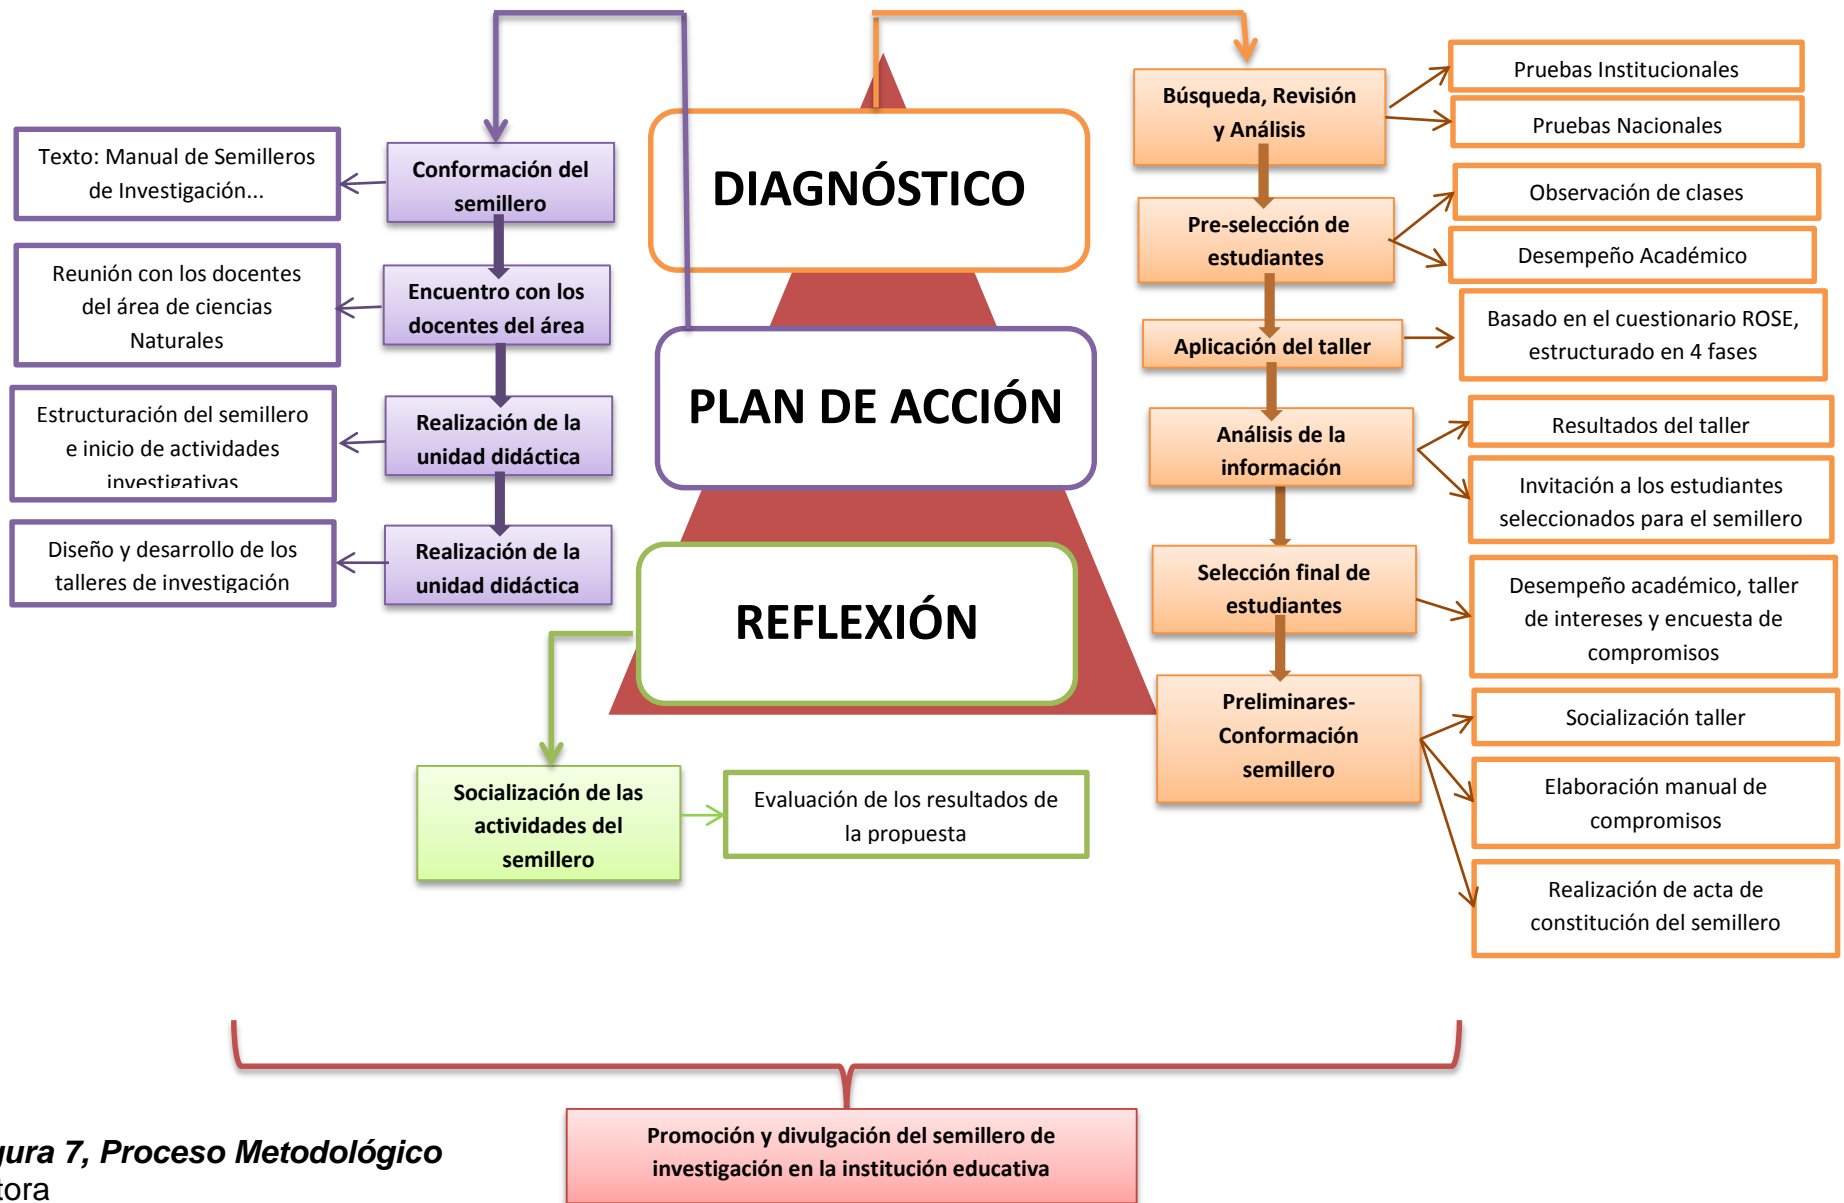 DIAGNÓSTICO
Búsqueda, Revisión
y Análisis
Pruebas Institucionales
Pruebas Nacionales
Pre-selección de
estudiantes
Observación de clases
Desempeño Académico
Aplicación del taller
Basado en el cuestionario ROSE,
estructurado en 4 fases
Análisis de la
información
Resultados del taller
Invitación a los estudiantes
seleccionados para el semillero
Selección final de
estudiantes
Desempeño académico, taller
de intereses y encuesta de
compromisos
Preliminares-
Conformación
semillero
Socialización taller
Elaboración manual de
compromisos
Realización de acta de
constitución del semillero
PLAN DE ACCIÓN
Conformación del
semillero
Texto: Manual de Semilleros
de Investigación...
Encuentro con los
docentes del área
Reunión con los docentes
del área de ciencias
Naturales
Realización de la
unidad didáctica
Estructuración del semillero
e inicio de actividades
investigativas
Realización de la
unidad didáctica
Diseño y desarrollo de los
talleres de investigación
REFLEXIÓN
Socialización de las
actividades del
semillero
Evaluación de los resultados de
la propuesta
Promoción y divulgación del semillero de
investigación en la institución educativa
gura 7, Proceso Metodológico
tora